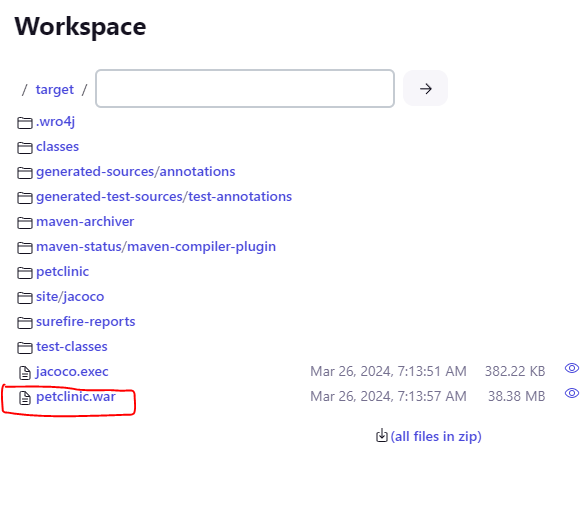 Workspace
/ target /
.wro4j
classes
generated-sources/annotations
generated-test-sources/test-annotations
maven-archiver
maven-status/maven-compiler-plugin
petclinic
site/jacoco
surefire-reports
test-classes
jacoco.exec Mar 26, 2024, 7:13:51 AM 382.22 KB
petclinic.war Mar 26, 2024, 7:13:57 AM 38.38 MB
(all files in zip)